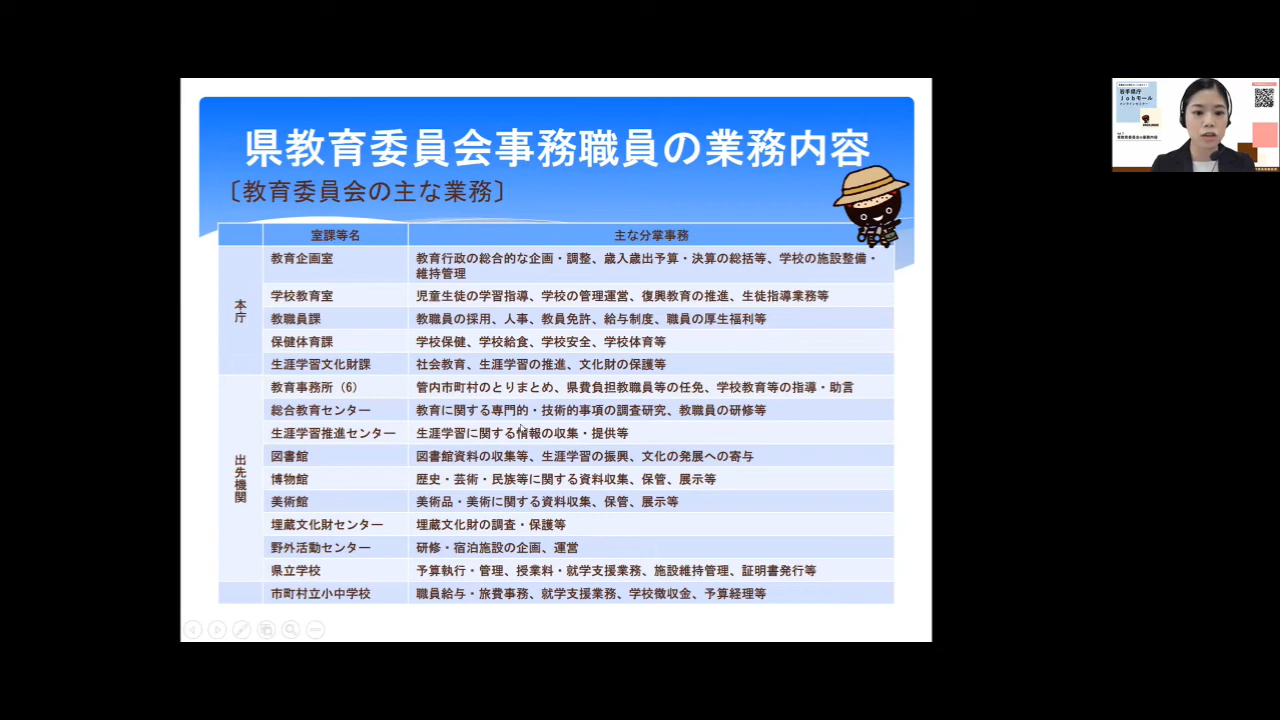 県教育委員会事務職員の業務内容
〔教育委員会の主な業務〕
室課等名
主な分掌事務
本庁
教育企画室
教育行政の総合的な企画・調整、歳入歳出予算・決算の総括等、学校の施設整備・
維持管理
学校教育室
児童生徒の学習指導、学校の管理運営、復興教育の推進、生徒指導業務等
教職員課
教職員の採用、人事、教員免許、給与制度、職員の厚生福利等
保健体育課
学校保健、学校給食、学校安全、学校体育等
生涯学習文化財課
社会教育、生涯学習の推進、文化財の保護等
出先機関
教育事務所（6）
管内市町村のとりまとめ、県費負担教職員等の任免、学校教育等の指導・助言
総合教育センター
教育に関する専門的・技術的事項の調査研究、教職員の研修等
生涯学習推進センター
生涯学習に関する情報の収集・提供等
図書館
図書館資料の収集等、生涯学習の振興、文化の発展への寄与
博物館
歴史・芸術・民族等に関する資料収集、保管、展示等
美術館
美術品・美術に関する資料収集、保管、展示等
埋蔵文化財センター
埋蔵文化財の調査・保護等
野外活動センター
研修・宿泊施設の企画、運営
県立学校
予算執行・管理、授業料・就学支援業務、施設維持管理、証明書発行等
市町村立小中学校
職員給与・旅費事務、就学支援業務、学校徴収金、予算経理等
岩手県庁
Jobモール
オンラインセミナー
県教育委員会の業務内容